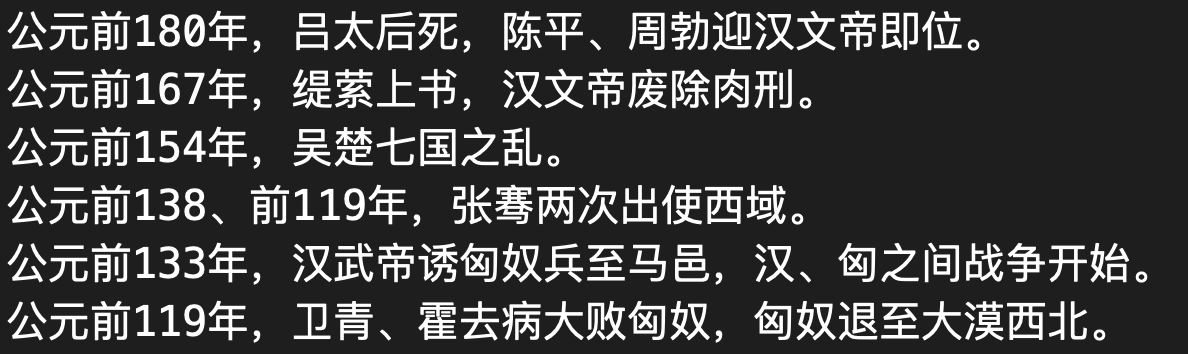 公元前180年，吕太后死，陈平、周勃迎汉文帝即位。
公元前167年，缇萦上书，汉文帝废除肉刑。
公元前154年，吴楚七国之乱。
公元前138、前119年，张骞两次出使西域。
公元前133年，汉武帝诱匈奴兵至马邑，汉、匈之间战争开始。
公元前119年，卫青、霍去病大败匈奴，匈奴退至大漠西北。